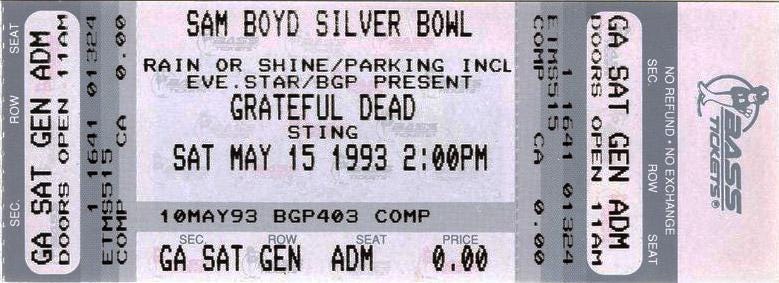 SEC. ROW SEAT
GA SAT GEN ADM
DOORS OPEN 11AM
1 1641 01324
ETMS515 CA 0.00
COMP
SAM BOYD SILVER BOWL
RAIN OR SHINE/PARKING INCL
EVE.STAR/BGP PRESENT
GRATEFUL DEAD
STING
SAT MAY 15 1993 2:00PM
10MAY93 BGP403 COMP
SEC. ROW SEAT PRICE
GA SAT GEN ADM 0.00
1 1641 01324
ETMS515
COMP CA 0.00
GA SAT GEN ADM
DOORS OPEN 11AM
SEC. ROW SEAT
NO REFUND • NO EXCHANGE
BASS
TICKETS®